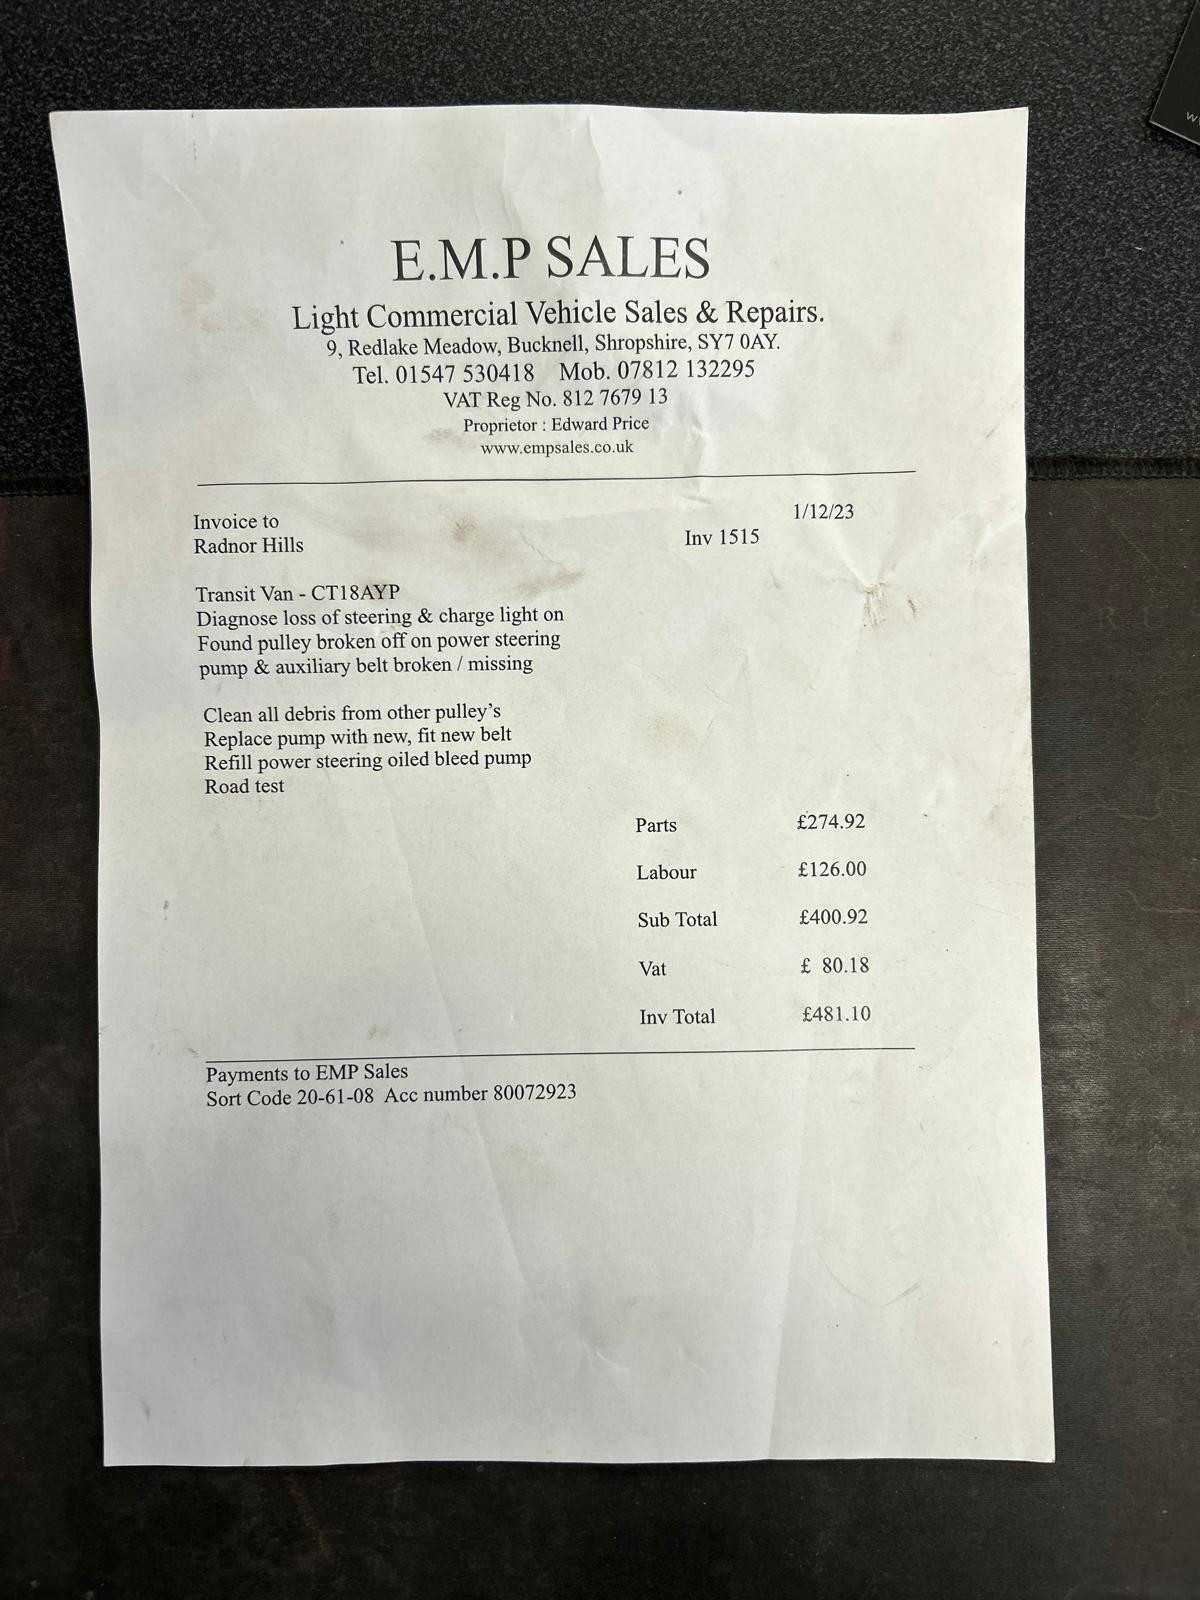 E.M.P SALES
Light Commercial Vehicle Sales & Repairs.
9, Redlake Meadow, Bucknell, Shropshire, SY7 0AY.
Tel. 01547 530418 Mob. 07812 132295
VAT Reg No. 812 7679 13
Proprietor : Edward Price
www.empsales.co.uk
1/12/23
Invoice to
Inv 1515
Radnor Hills
Transit Van - CT18AYP
Diagnose loss of steering & charge light on
Found pulley broken off on power steering
pump & auxiliary belt broken / missing
Clean all debris from other pulley's
Replace pump with new, fit new belt
Refill power steering oiled bleed pump
Road test
Parts £274.92
Labour £126.00
Sub Total £400.92
Vat £ 80.18
Inv Total £481.10
Payments to EMP Sales
Sort Code 20-61-08 Acc number 80072923